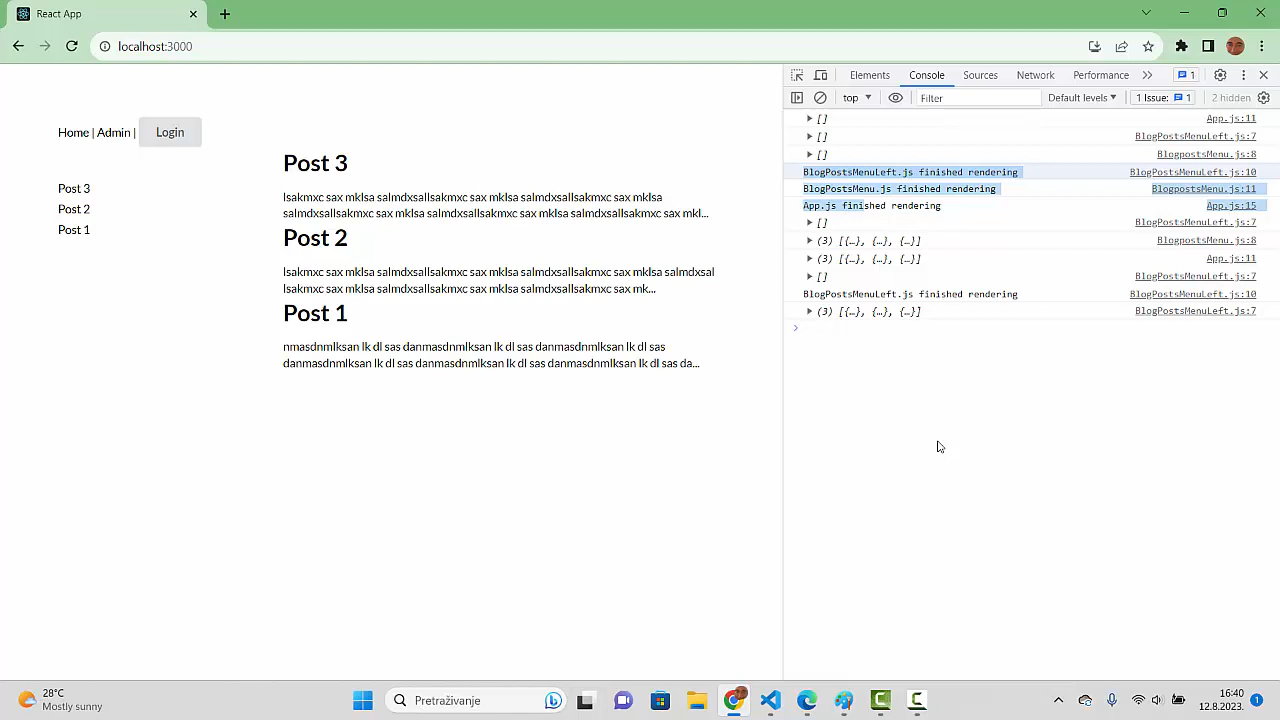 React App
localhost:3000
Elements Console Sources Network Performance 1
top Filter Default levels 1 Issue: 1 2 hidden
Home | Admin | Login
Post 3
Post 2
Post 1
Post 3
lsakmxc sax mklsa salmdxsallsakmxc sax mklsa salmdxsallsakmxc sax mklsa
salmdxsallsakmxc sax mklsa salmdxsallsakmxc sax mklsa salmdxsallsakmxc sax mkl...
Post 2
lsakmxc sax mklsa salmdxsallsakmxc sax mklsa salmdxsallsakmxc sax mklsa salmdxsal
lsakmxc sax mklsa salmdxsallsakmxc sax mklsa salmdxsallsakmxc sax mk...
Post 1
nmasdnmlksan lk dl sas danmasdnmlksan lk dl sas danmasdnmlksan lk dl sas
danmasdnmlksan lk dl sas danmasdnmlksan lk dl sas danmasdnmlksan lk dl sas da...
[] App.js:11
[] BlogPostsMenuLeft.js:7
[] BlogpostsMenu.js:8
BlogPostsMenuLeft.js finished rendering BlogPostsMenuLeft.js:10
BlogPostsMenu.js finished rendering BlogpostsMenu.js:11
App.js finished rendering App.js:15
[] BlogPostsMenuLeft.js:7
(3) [{…}, {…}, {…}] BlogpostsMenu.js:8
(3) [{…}, {…}, {…}] App.js:11
[] BlogPostsMenuLeft.js:7
BlogPostsMenuLeft.js finished rendering BlogPostsMenuLeft.js:10
(3) [{…}, {…}, {…}] BlogPostsMenuLeft.js:7
28°C
Mostly sunny
Pretraživanje
16:40
12.8.2023.
1